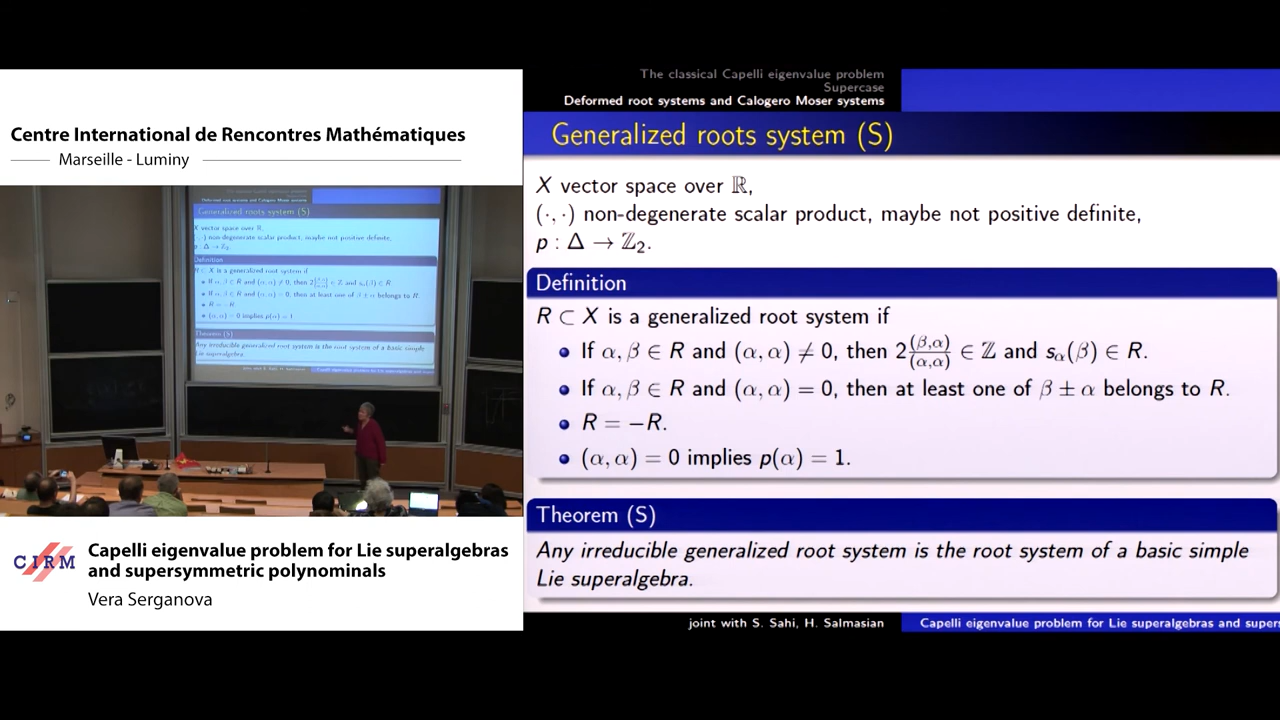 Centre International de Rencontres Mathématiques
Marseille - Luminy
CIRM
Capelli eigenvalue problem for Lie superalgebras
and supersymmetric polynominals
Vera Serganova
The classical Capelli eigenvalue problem
Supercase
Deformed root systems and Calogero Moser systems
Generalized roots system (S)
X vector space over ℝ,
(·, ·) non-degenerate scalar product, maybe not positive definite,
p : Δ → ℤ₂.
Definition
R ⊂ X is a generalized root system if
• If α, β ∈ R and (α, α) ≠ 0, then 2(β,α)/(α,α) ∈ ℤ and s_α(β) ∈ R.
• If α, β ∈ R and (α, α) = 0, then at least one of β ± α belongs to R.
• R = −R.
• (α, α) = 0 implies p(α) = 1.
Theorem (S)
Any irreducible generalized root system is the root system of a basic simple
Lie superalgebra.
joint with S. Sahi, H. Salmasian
Capelli eigenvalue problem for Lie superalgebras and supers